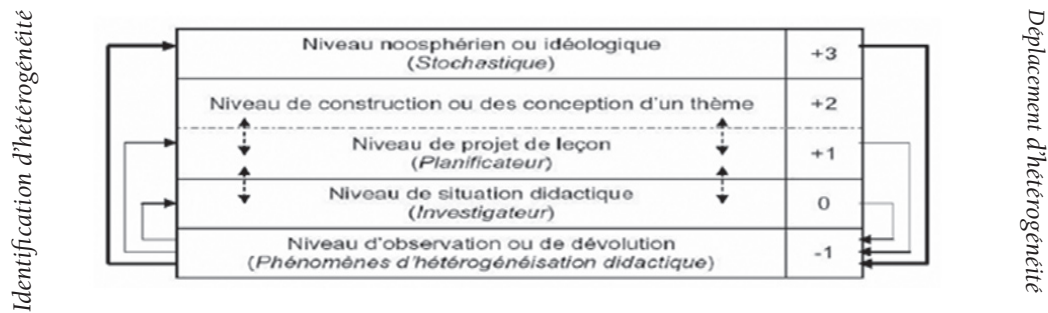 Identification d'hétérogénéité
Niveau noosphérien ou idéologique
(Stochastique)
+3
Niveau de construction ou des conception d'un thème
+2
Niveau de projet de leçon
(Planificateur)
+1
Niveau de situation didactique
(Investigateur)
0
Niveau d'observation ou de dévolution
(Phénomènes d'hétérogénéisation didactique)
-1
Déplacement d'hétérogénéité